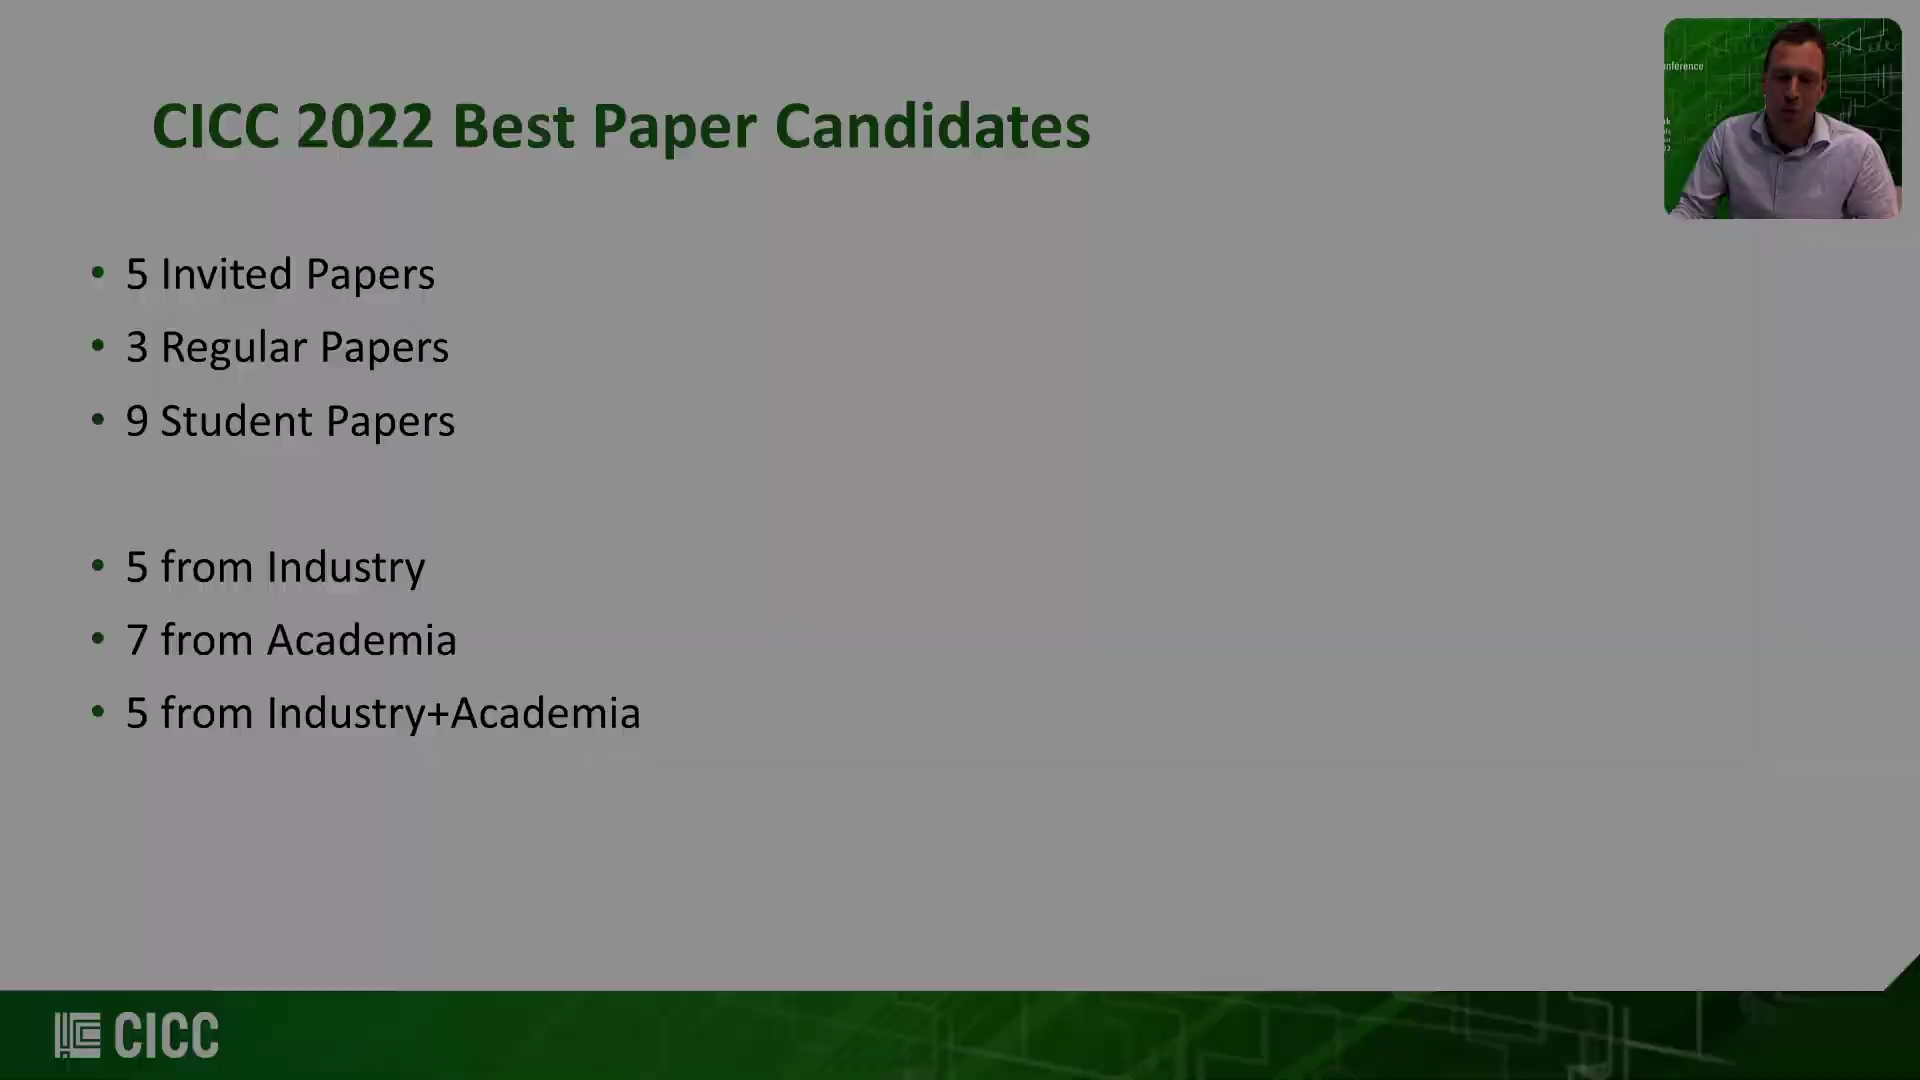 CICC 2022 Best Paper Candidates
nference
• 5 Invited Papers
• 3 Regular Papers
• 9 Student Papers
• 5 from Industry
• 7 from Academia
• 5 from Industry+Academia
CICC